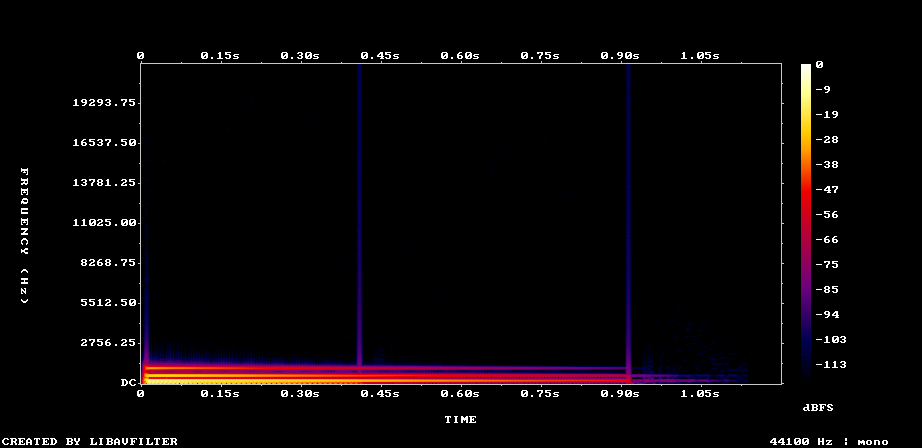 0 0.15s 0.30s 0.45s 0.60s 0.75s 0.90s 1.05s
0
-9
-19
-28
-38
-47
-56
-66
-75
-85
-94
-103
-113
dBFS
19293.75
16537.50
13781.25
11025.00
8268.75
5512.50
2756.25
DC
FREQUENCY (Hz)
0 0.15s 0.30s 0.45s 0.60s 0.75s 0.90s 1.05s
TIME
CREATED BY LIBAVFILTER
44100 Hz | mono